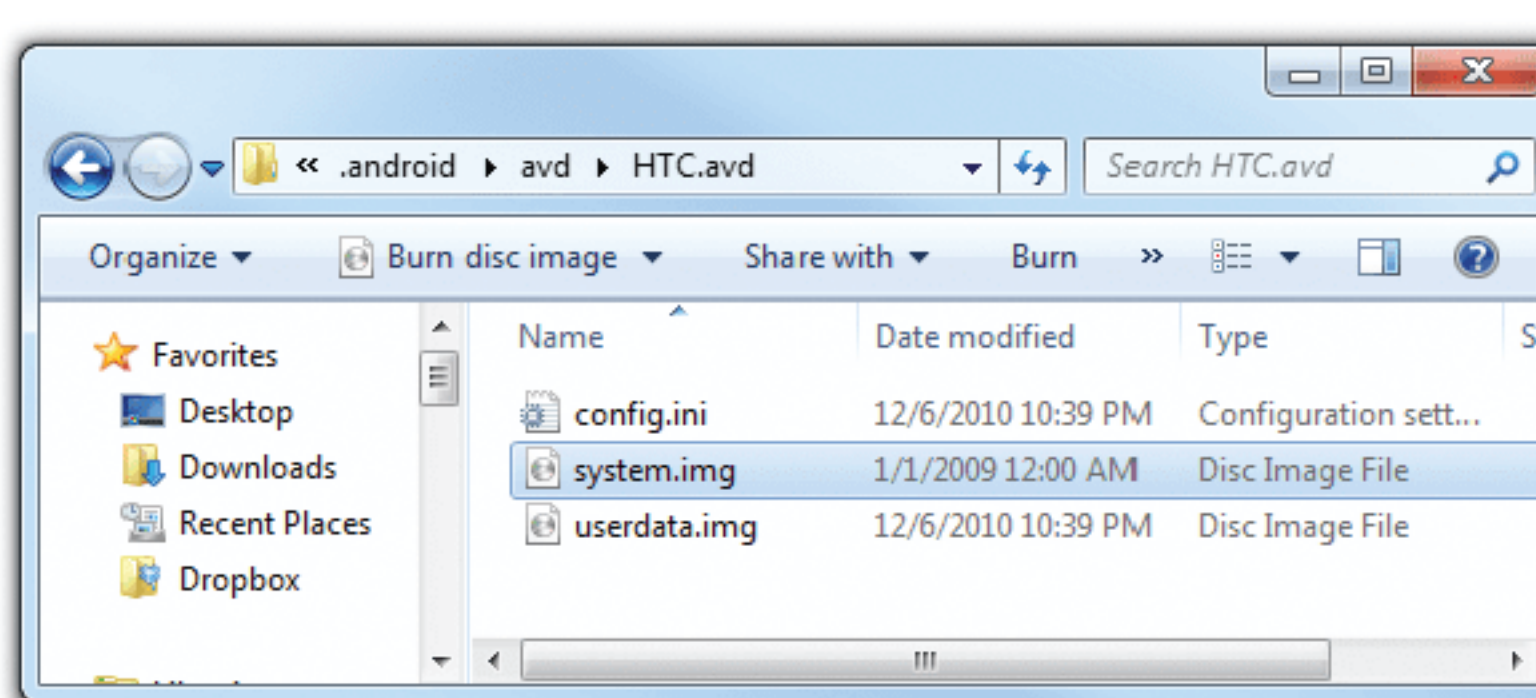 « .android ▸ avd ▸ HTC.avd Search HTC.avd
Organize Burn disc image Share with Burn »
Name Date modified Type S
Favorites
Desktop
Downloads
Recent Places
Dropbox
config.ini 12/6/2010 10:39 PM Configuration sett...
system.img 1/1/2009 12:00 AM Disc Image File
userdata.img 12/6/2010 10:39 PM Disc Image File